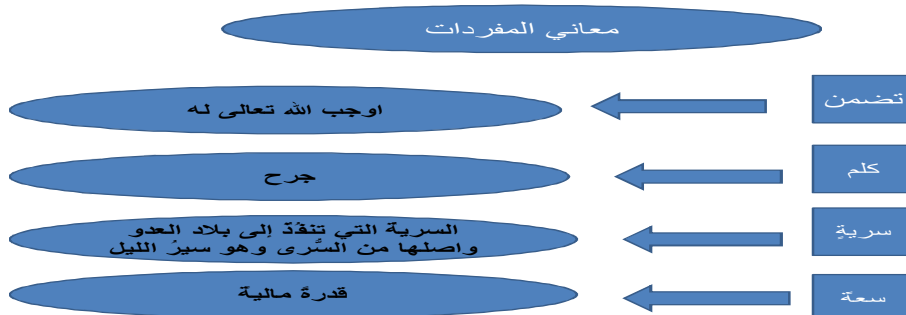 معاني المفردات
تضمن
اوجب الله تعالى له
كلم
جرح
سرية
السرية التي تنفُذ إلى بلاد العدو
واصلها من السُّرى وهو سيرُ الليل
سعة
قدرة مالية